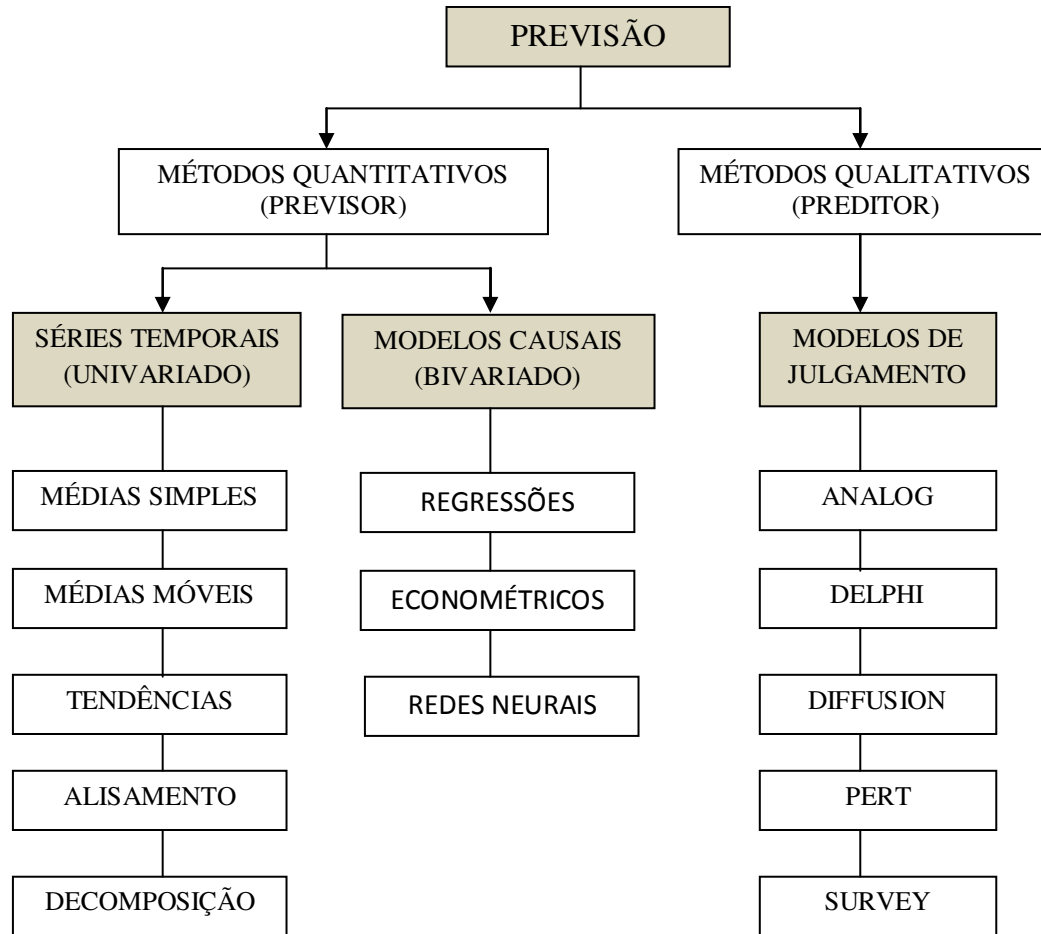 PREVISÃO
MÉTODOS QUANTITATIVOS
(PREVISOR)
MÉTODOS QUALITATIVOS
(PREDITOR)
SÉRIES TEMPORAIS
(UNIVARIADO)
MODELOS CAUSAIS
(BIVARIADO)
MODELOS DE
JULGAMENTO
MÉDIAS SIMPLES
MÉDIAS MÓVEIS
TENDÊNCIAS
ALISAMENTO
DECOMPOSIÇÃO
REGRESSÕES
ECONOMÉTRICOS
REDES NEURAIS
ANALOG
DELPHI
DIFFUSION
PERT
SURVEY